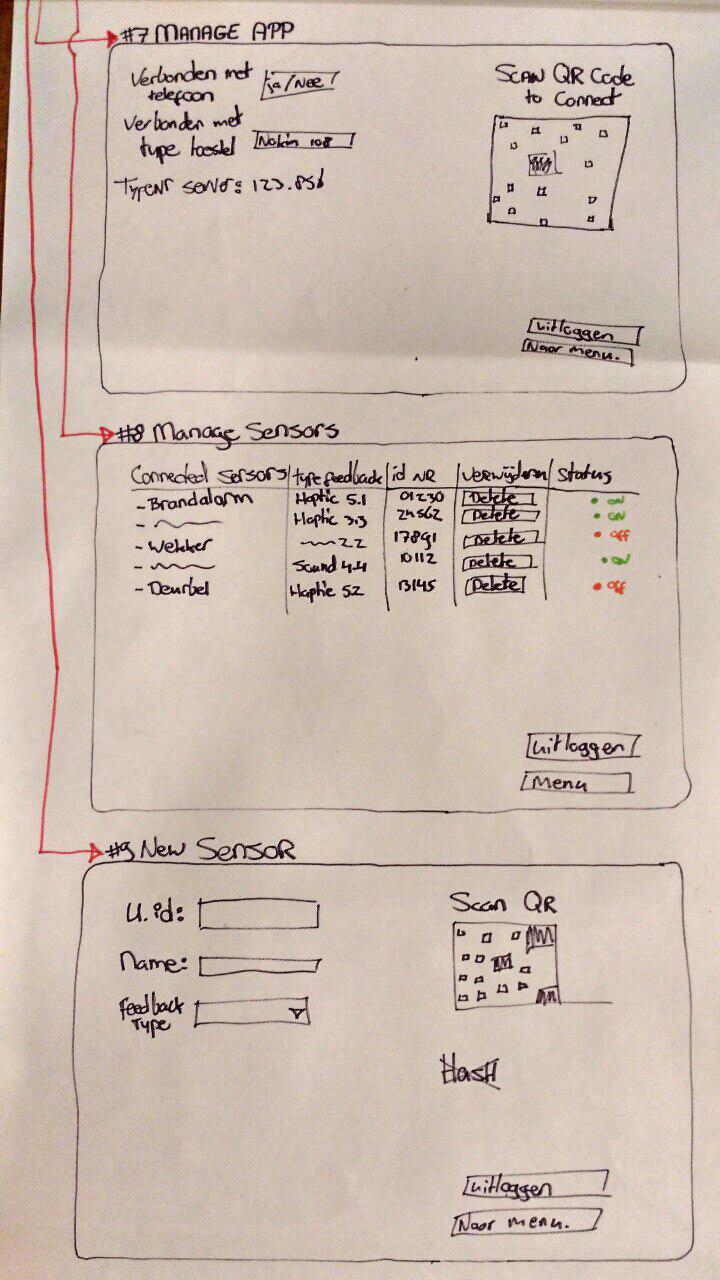 #7 MANAGE APP
Verbonden met telefoon
ja/Nee
Verbonden met type toestel
Nokia 108
TypeNr server: 123.856
SCAN QR Code
to Connect
uitloggen
Naar menu.
#8 Manage Sensors
Connected Sensors type feedback id NR verwijderen Status
- Brandalarm Haptic 5.1 01230 Delete on
- Haptic 3.3 24562 Delete on
- Wekker 2.2 17891 Delete off
- Sound 4.4 10112 Delete on
- Deurbel Haptic 5.2 13145 Delete off
uitloggen
Menu
#9 New SENSOR
U.id:
Name:
Feedback
Type
Scan QR
HasH
uitloggen
Naar menu.